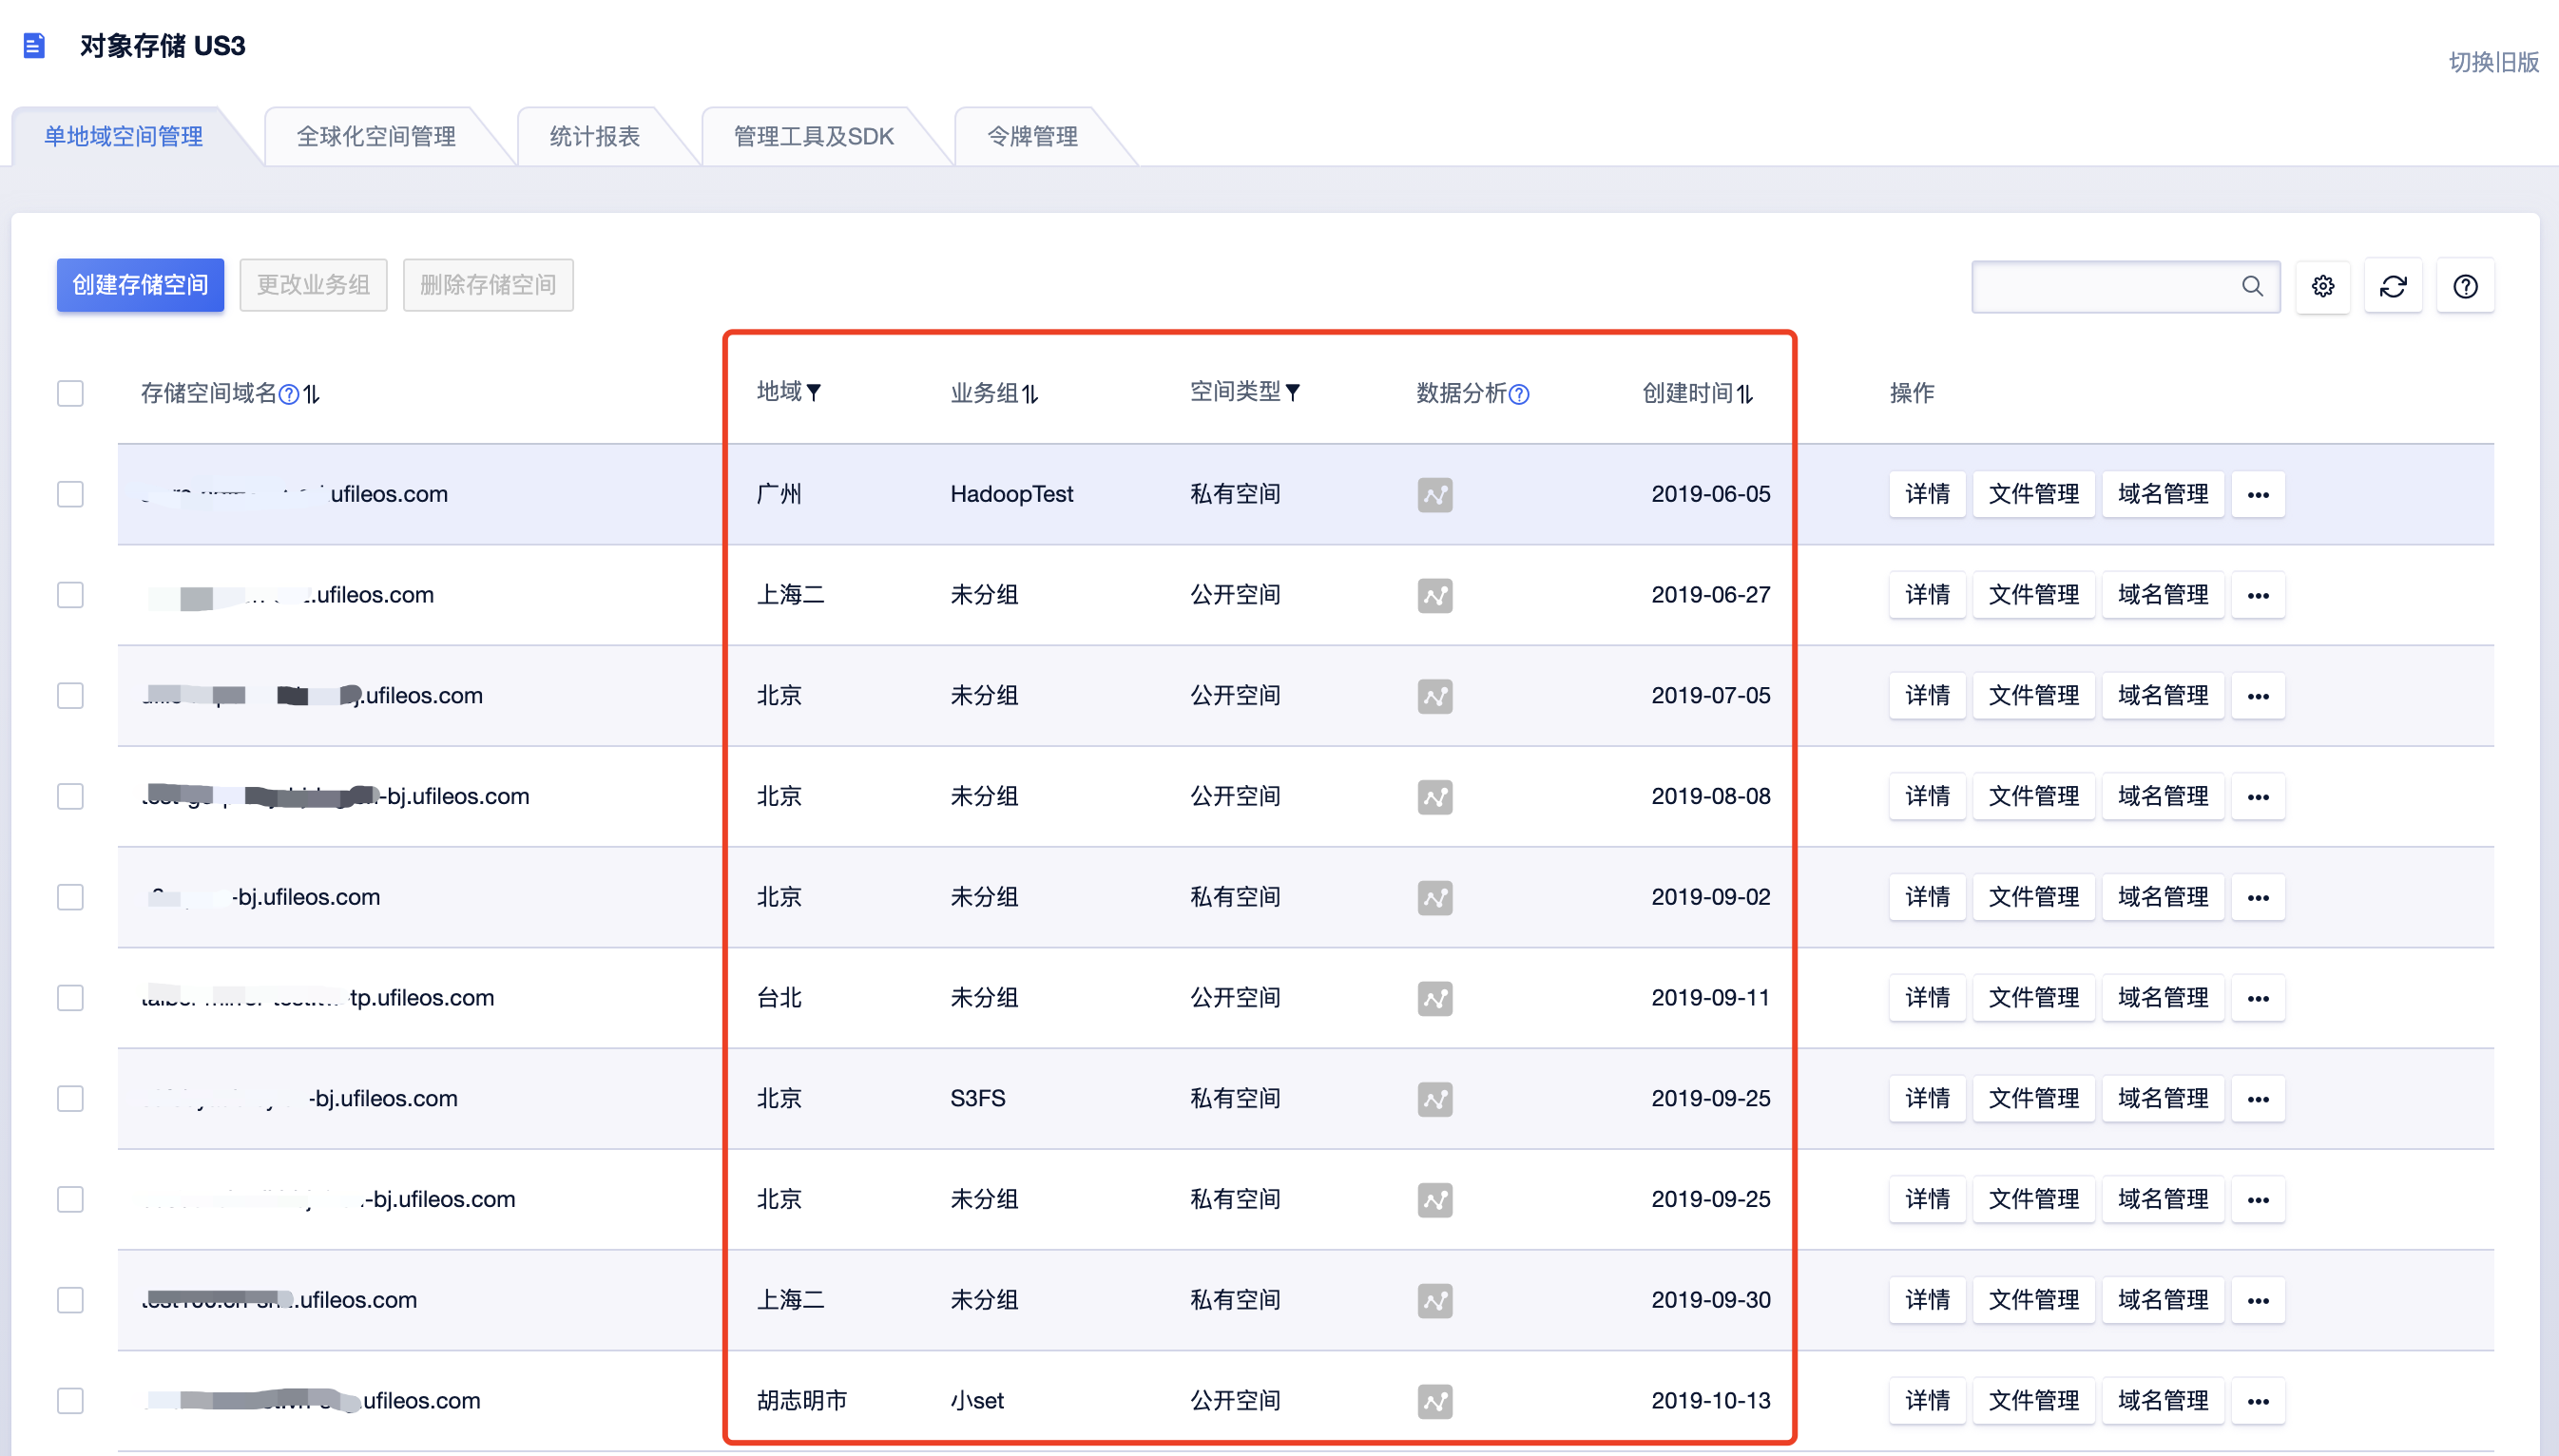 对象存储 US3
切换旧版
单地域空间管理 全球化空间管理 统计报表 管理工具及SDK 令牌管理
创建存储空间 更改业务组 删除存储空间
存储空间域名 地域 业务组 空间类型 数据分析 创建时间 操作
ufileos.com 广州 HadoopTest 私有空间 2019-06-05 详情 文件管理 域名管理 •••
.ufileos.com 上海二 未分组 公开空间 2019-06-27 详情 文件管理 域名管理 •••
.ufileos.com 北京 未分组 公开空间 2019-07-05 详情 文件管理 域名管理 •••
-bj.ufileos.com 北京 未分组 公开空间 2019-08-08 详情 文件管理 域名管理 •••
-bj.ufileos.com 北京 未分组 私有空间 2019-09-02 详情 文件管理 域名管理 •••
-tp.ufileos.com 台北 未分组 公开空间 2019-09-11 详情 文件管理 域名管理 •••
-bj.ufileos.com 北京 S3FS 私有空间 2019-09-25 详情 文件管理 域名管理 •••
-bj.ufileos.com 北京 未分组 私有空间 2019-09-25 详情 文件管理 域名管理 •••
.ufileos.com 上海二 未分组 私有空间 2019-09-30 详情 文件管理 域名管理 •••
.ufileos.com 胡志明市 小set 公开空间 2019-10-13 详情 文件管理 域名管理 •••